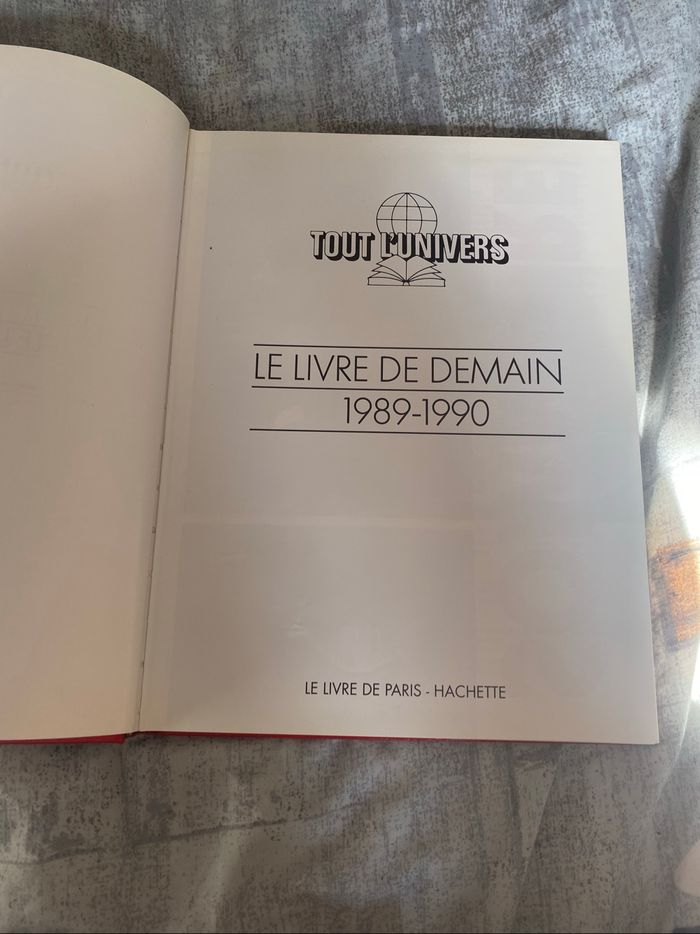 TOUT L'UNIVERS
LE LIVRE DE DEMAIN
1989-1990
LE LIVRE DE PARIS - HACHETTE